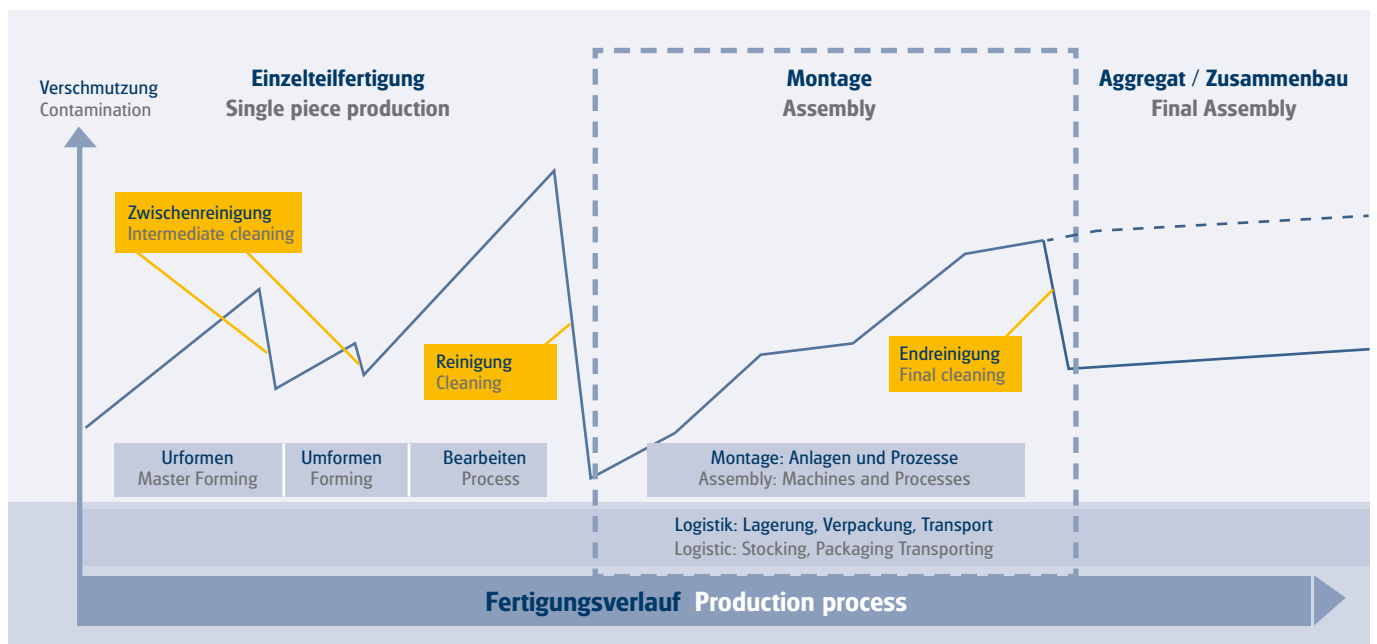 Verschmutzung
Contamination
Einzelteilfertigung
Single piece production
Montage
Assembly
Aggregat / Zusammenbau
Final Assembly
Zwischenreinigung
Intermediate cleaning
Reinigung
Cleaning
Endreinigung
Final cleaning
Urformen
Master Forming
Umformen
Forming
Bearbeiten
Process
Montage: Anlagen und Prozesse
Assembly: Machines and Processes
Logistik: Lagerung, Verpackung, Transport
Logistic: Stocking, Packaging Transporting
Fertigungsverlauf Production process